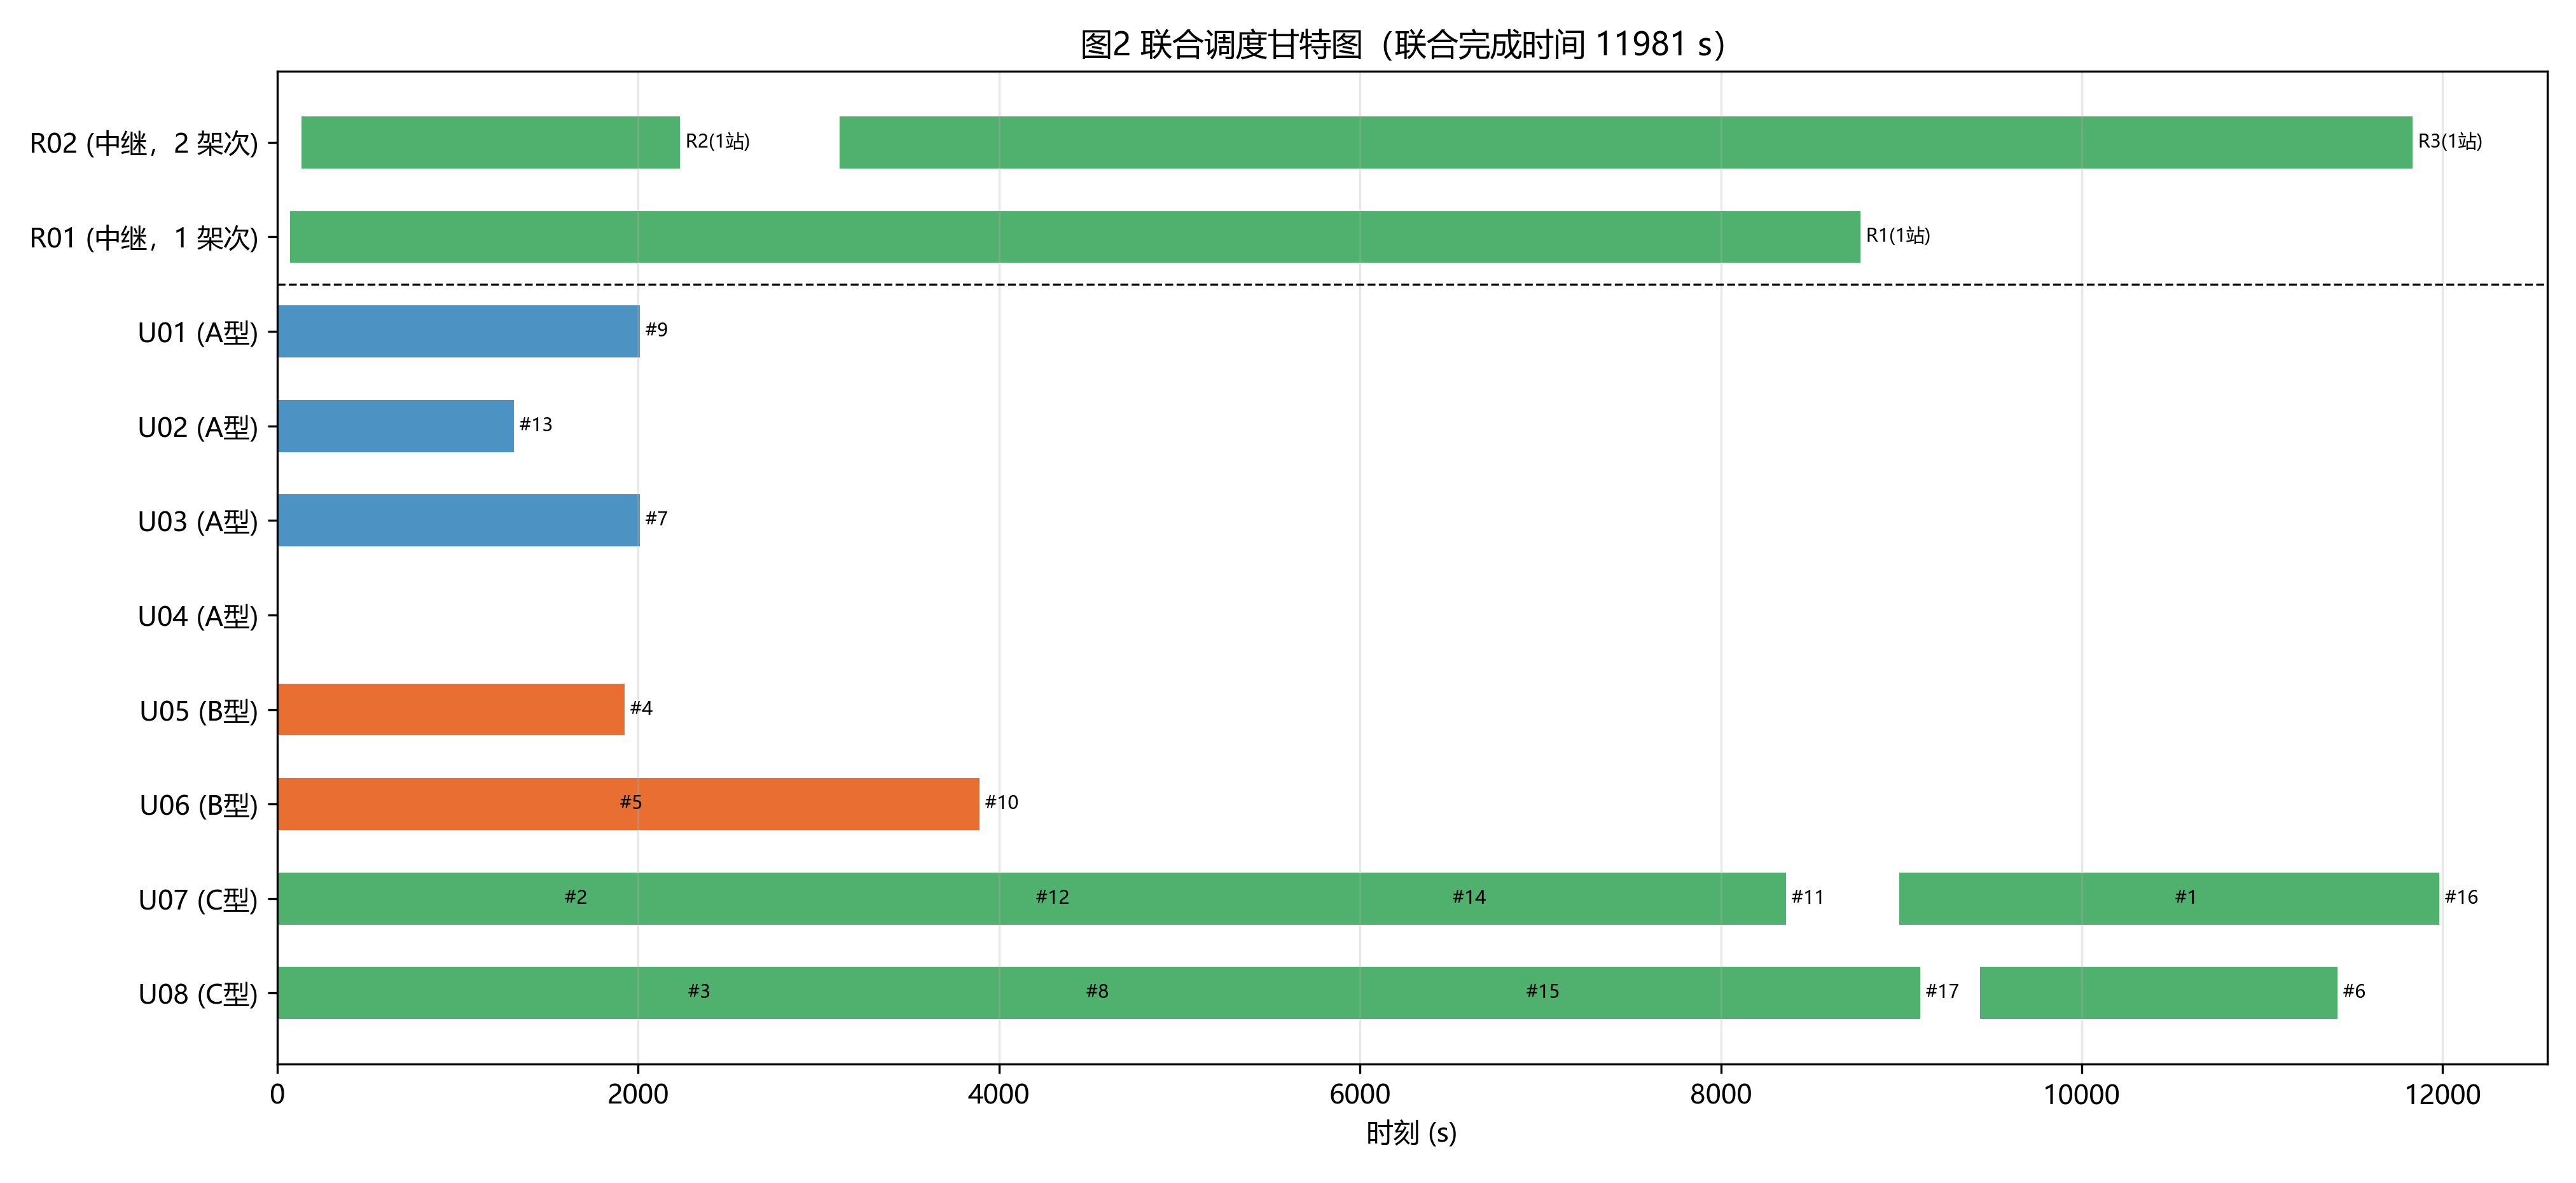 图2 联合调度甘特图（联合完成时间 11981 s）
R02 (中继，2 架次)
R2(1站)
R3(1站)
R01 (中继，1 架次)
R1(1站)
U01 (A型)
#9
U02 (A型)
#13
U03 (A型)
#7
U04 (A型)
U05 (B型)
#4
U06 (B型)
#5
#10
U07 (C型)
#2
#12
#14
#11
#1
#16
U08 (C型)
#3
#8
#15
#17
#6
0
2000
4000
6000
8000
10000
12000
时刻 (s)